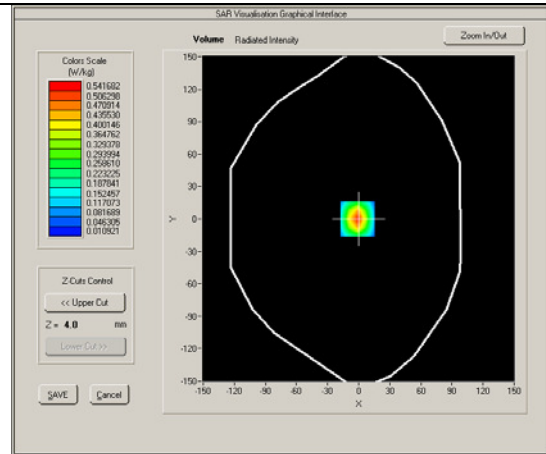 SAR Visualisation Graphical Interface
Volume Radiated Intensity
Zoom In/Out
Colors Scale
(W/kg)
0.541682
0.506298
0.470914
0.435530
0.400146
0.364762
0.329378
0.293994
0.258610
0.223225
0.187841
0.152457
0.117073
0.081689
0.046305
0.010921
150
120
90
60
30
0
-30
-60
-90
-120
-150
Y
-150 -120 -90 -60 -30 0 30 60 90 120 150
X
Z-Cuts Control
<< Upper Cut
Z = 4.0 mm
Lower Cut >>
SAVE Cancel